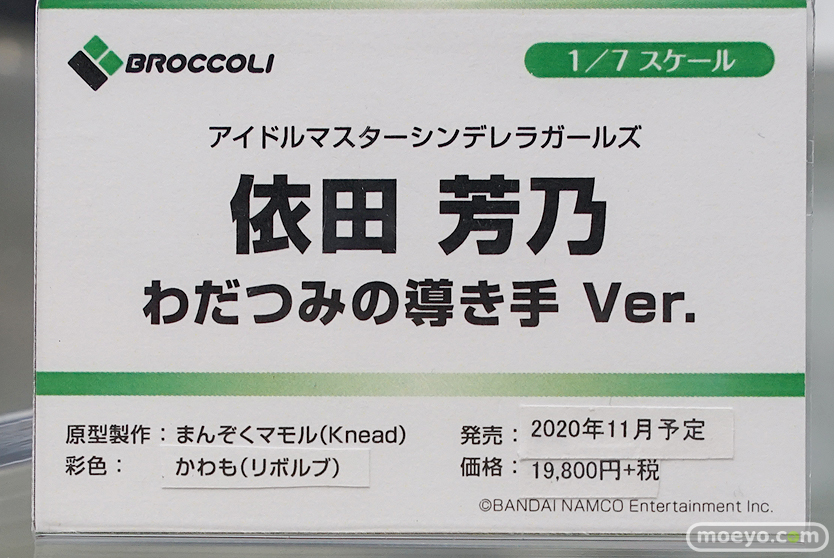 BROCCOLI
1/7 スケール
アイドルマスターシンデレラガールズ
依田 芳乃
わだつみの導き手 Ver.
原型製作：まんぞくマモル(Knead)
彩色： かわも(リボルブ)
発売： 2020年11月予定
価格： 19,800円+税
©BANDAI NAMCO Entertainment Inc.
moeyo.com